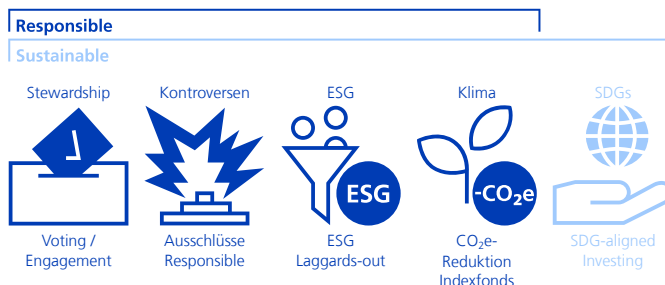 Responsible
Sustainable
Stewardship
Kontroversen
ESG
Klima
SDGs
ESG
-CO₂e
Voting /
Engagement
Ausschlüsse
Responsible
ESG
Laggards-out
CO₂e-
Reduktion
Indexfonds
SDG-aligned
Investing